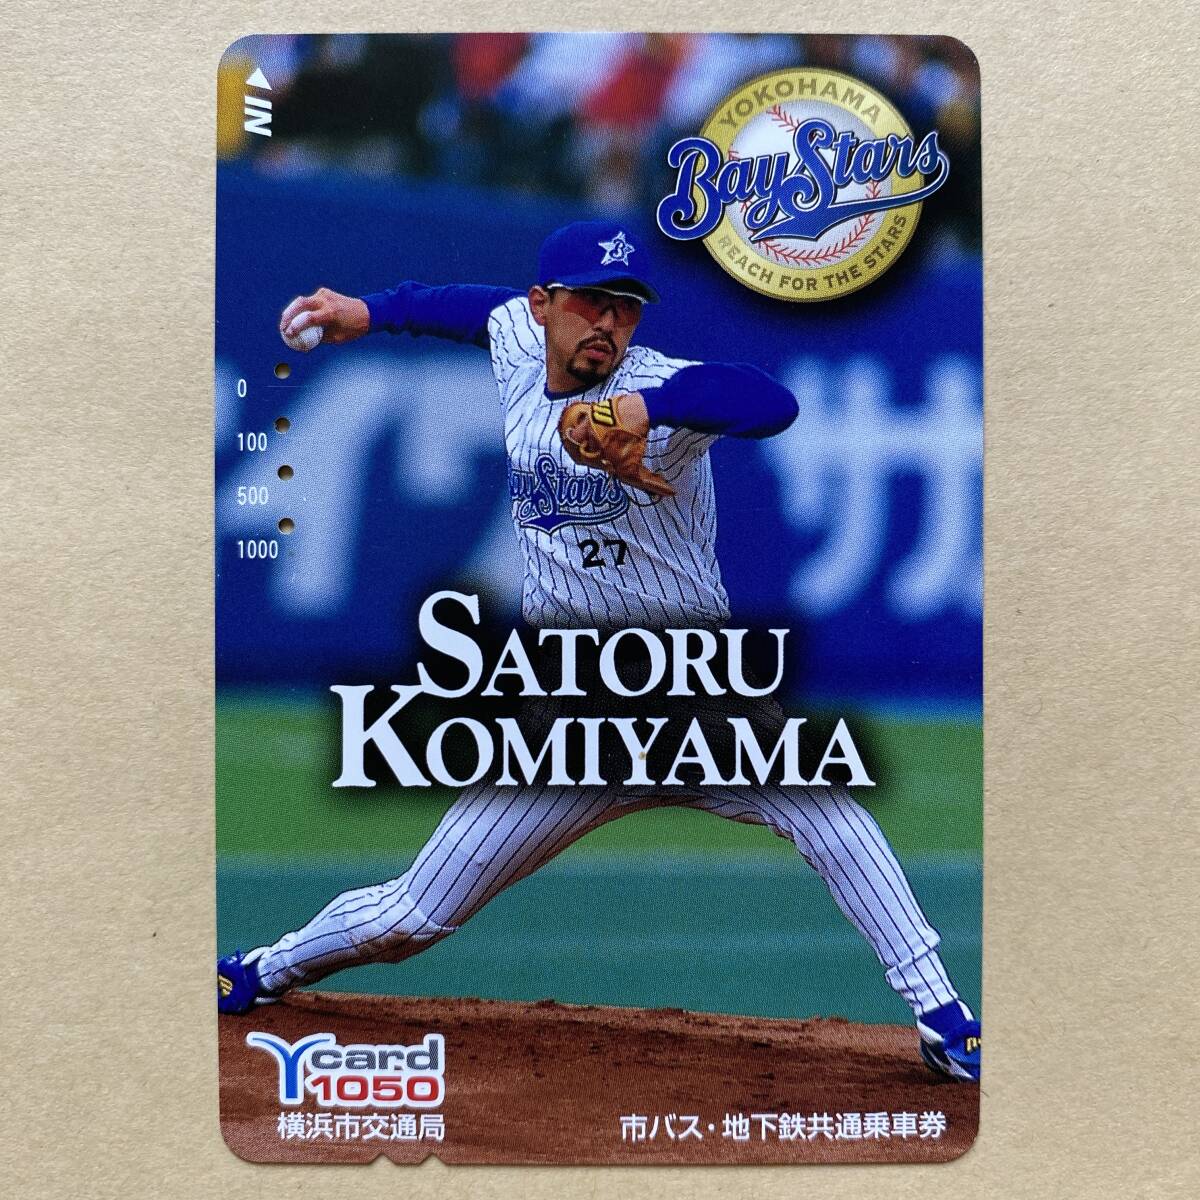 IN
YOKOHAMA
BayStars
REACH FOR THE STARS
0
100
500
1000
BayStars
27
SATORU
KOMIYAMA
Ycard
1050
横浜市交通局
市バス・地下鉄共通乗車券